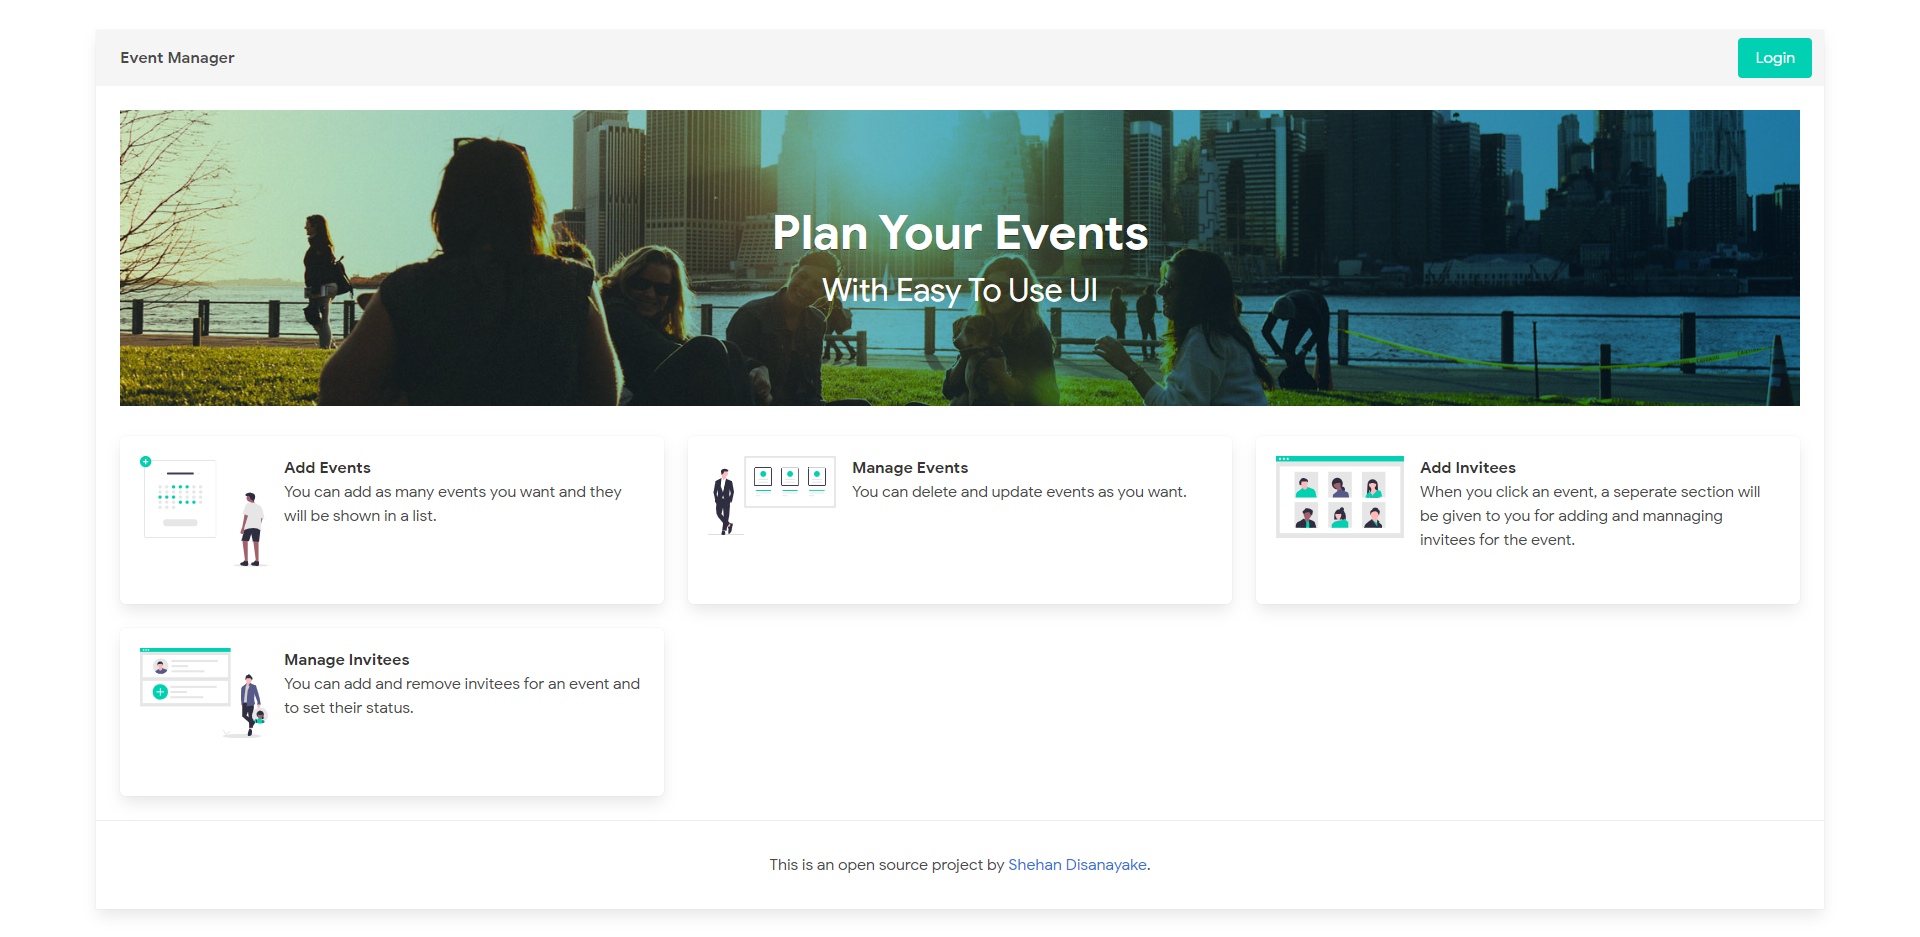 Event Manager
Login
Plan Your Events
With Easy To Use UI
Add Events
You can add as many events you want and they
will be shown in a list.
Manage Events
You can delete and update events as you want.
Add Invitees
When you click an event, a seperate section will
be given to you for adding and mannaging
invitees for the event.
Manage Invitees
You can add and remove invitees for an event and
to set their status.
This is an open source project by Shehan Disanayake.